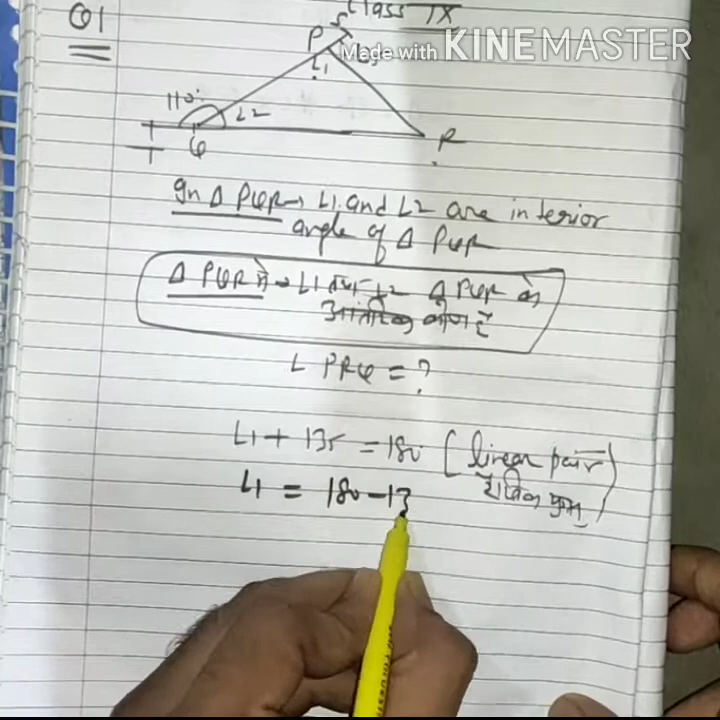 Class IX
Q1
S
P
Made with KINEMASTER
∠1
110°
∠2
T
Q
R
In Δ PQR → ∠1 and ∠2 are interior
angle of Δ PQR
Δ PQR में → ∠1 तथा ∠2 Δ PQR के
आंतरिक कोण हैं
∠ PRQ = ?
∠1 + 135 = 180 [linear pair
रैखिक युग्म)
∠1 = 180 - 13